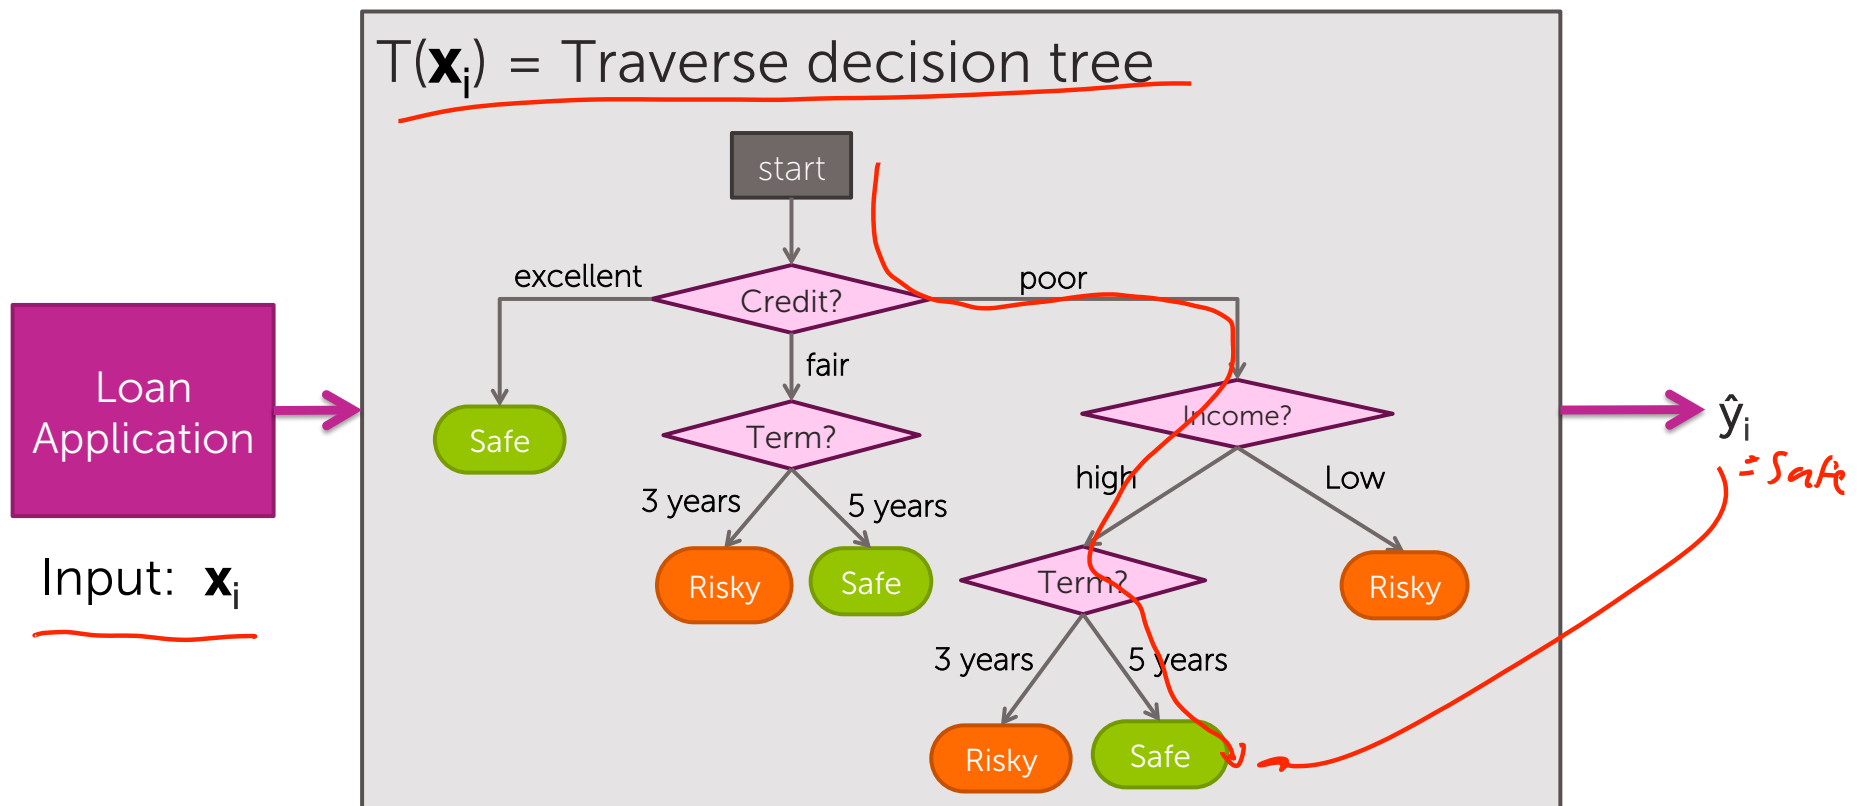 T(xᵢ) = Traverse decision tree
start
excellent
Credit?
poor
fair
Loan
Application
Safe
Term?
Income?
ŷᵢ
= Safe
high
Low
3 years
5 years
Input: xᵢ
Risky
Safe
Term?
Risky
3 years
5 years
Risky
Safe